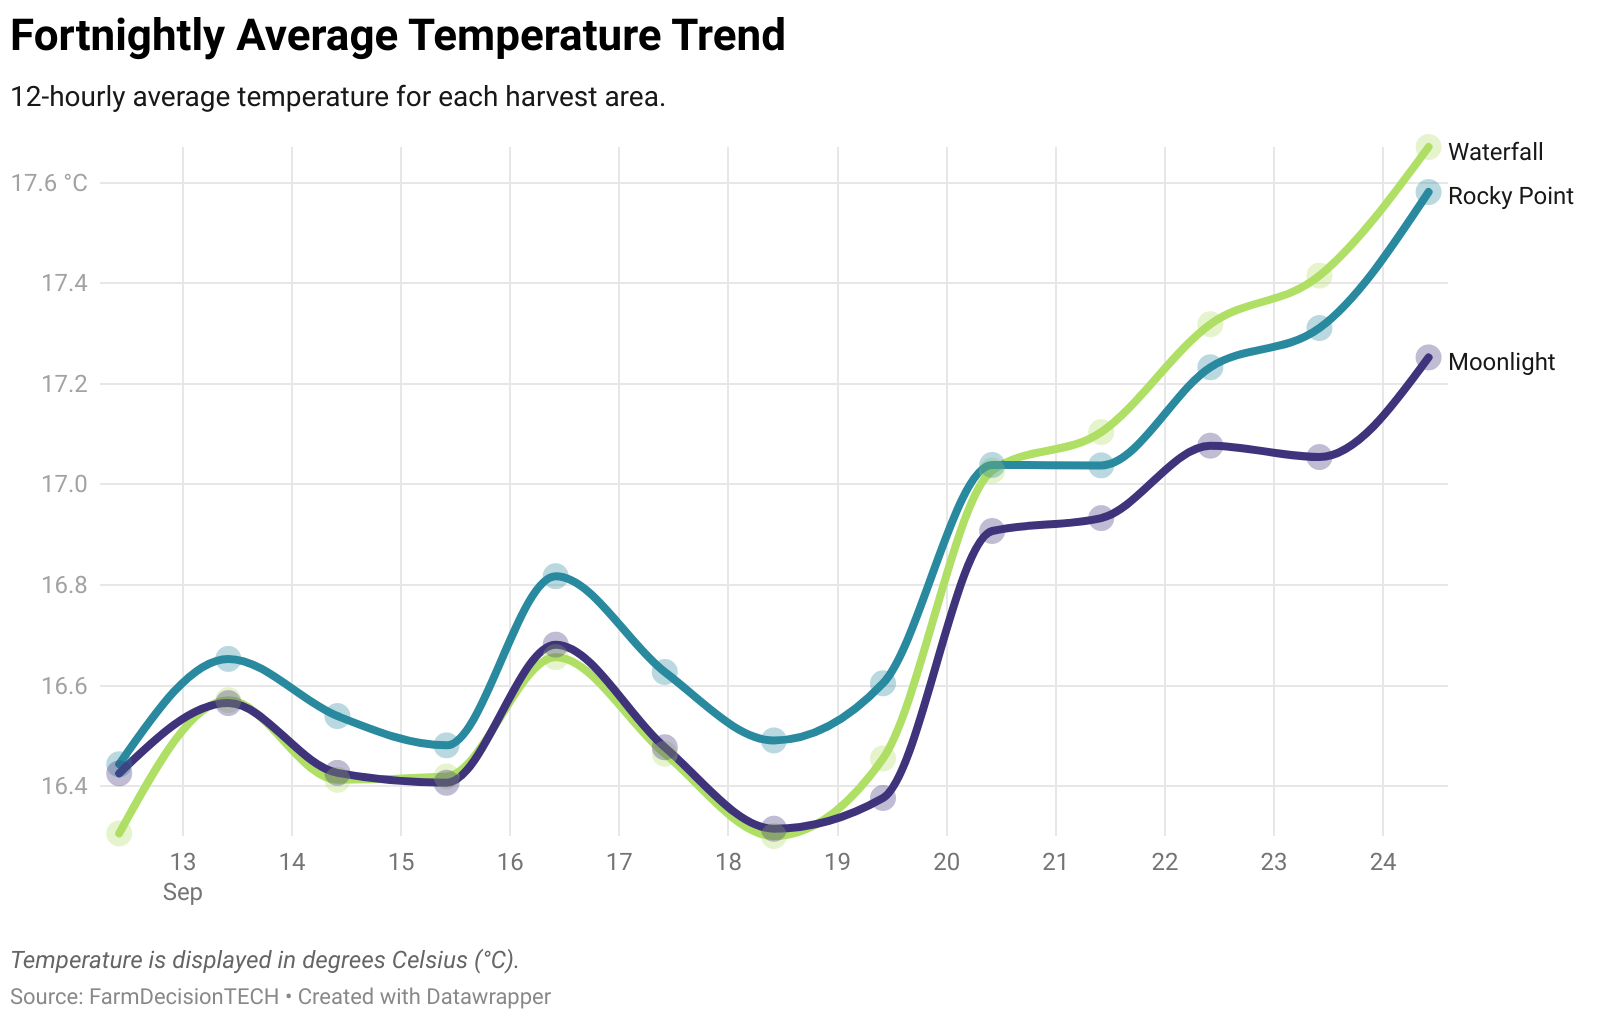 Fortnightly Average Temperature Trend
12-hourly average temperature for each harvest area.
Waterfall
17.6 °C
Rocky Point
17.4
17.2
Moonlight
17.0
16.8
16.6
16.4
13 14 15 16 17 18 19 20 21 22 23 24
Sep
Temperature is displayed in degrees Celsius (°C).
Source: FarmDecisionTECH • Created with Datawrapper